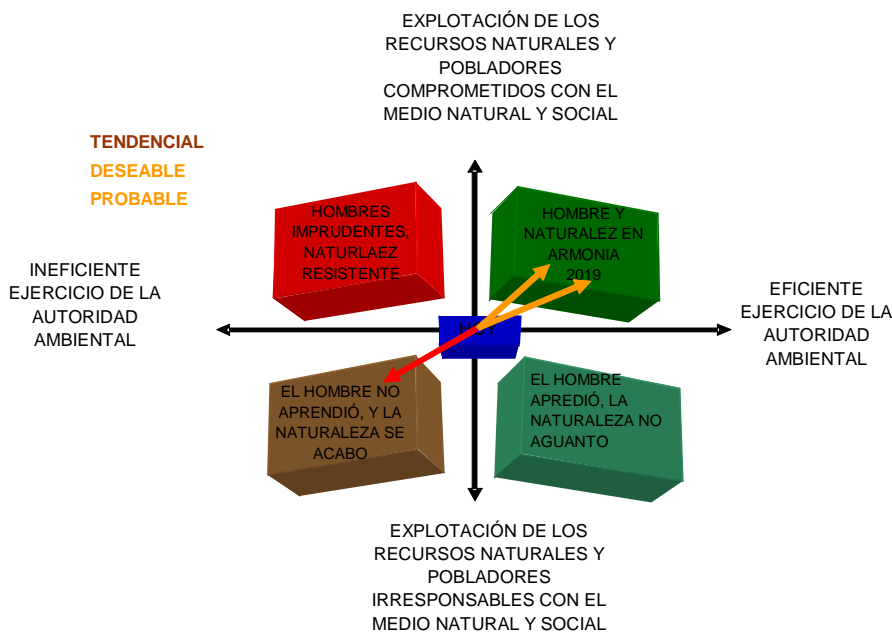 EXPLOTACIÓN DE LOS
RECURSOS NATURALES Y
POBLADORES
COMPROMETIDOS CON EL
MEDIO NATURAL Y SOCIAL
TENDENCIAL
DESEABLE
PROBABLE
HOMBRES
IMPRUDENTES,
NATURLAEZ
RESISTENTE
HOMBRE Y
NATURALEZ EN
ARMONIA
2019
INEFICIENTE
EJERCICIO DE LA
AUTORIDAD
AMBIENTAL
HOY
EFICIENTE
EJERCICIO DE LA
AUTORIDAD
AMBIENTAL
EL HOMBRE NO
APRENDIÓ, Y LA
NATURALEZA SE
ACABO
EL HOMBRE
APREDIÓ, LA
NATURALEZA NO
AGUANTO
EXPLOTACIÓN DE LOS
RECURSOS NATURALES Y
POBLADORES
IRRESPONSABLES CON EL
MEDIO NATURAL Y SOCIAL